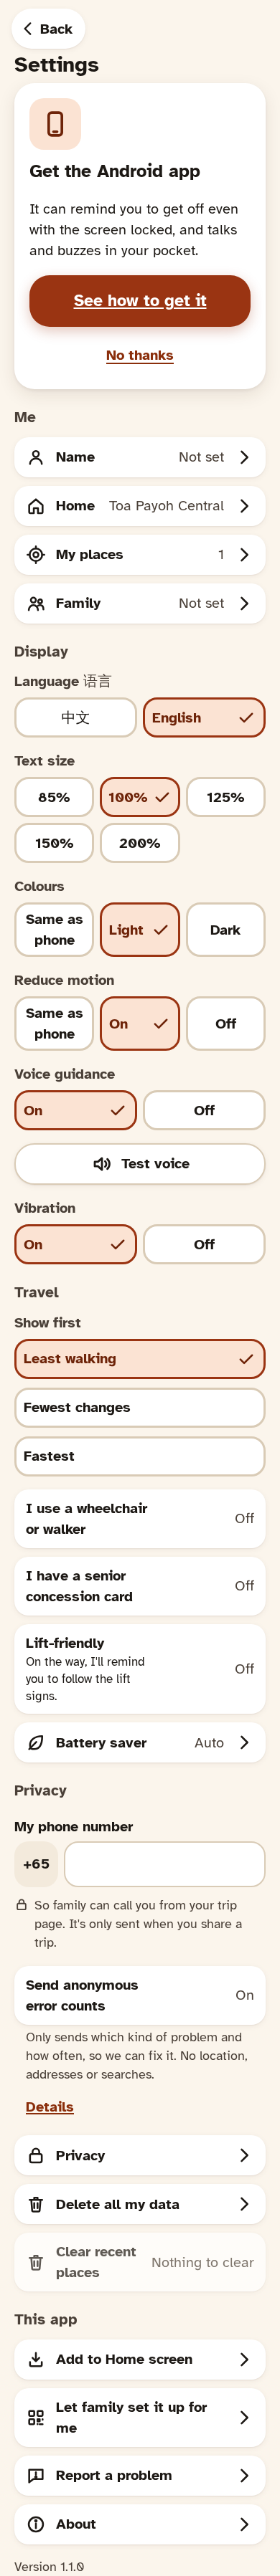 Back
Settings
Get the Android app
It can remind you to get off even
with the screen locked, and talks
and buzzes in your pocket.
See how to get it
No thanks
Me
Name Not set
Home Toa Payoh Central
My places 1
Family Not set
Display
Language 语言
中文 English
Text size
85% 100% 125%
150% 200%
Colours
Same as
phone Light Dark
Reduce motion
Same as
phone On Off
Voice guidance
On Off
Test voice
Vibration
On Off
Travel
Show first
Least walking
Fewest changes
Fastest
I use a wheelchair
or walker Off
I have a senior
concession card Off
Lift-friendly
On the way, I'll remind
you to follow the lift
signs. Off
Battery saver Auto
Privacy
My phone number
+65
So family can call you from your trip
page. It's only sent when you share a
trip.
Send anonymous
error counts On
Only sends which kind of problem and
how often, so we can fix it. No location,
addresses or searches.
Details
Privacy
Delete all my data
Clear recent
places Nothing to clear
This app
Add to Home screen
Let family set it up for
me
Report a problem
About
Version 1.1.0